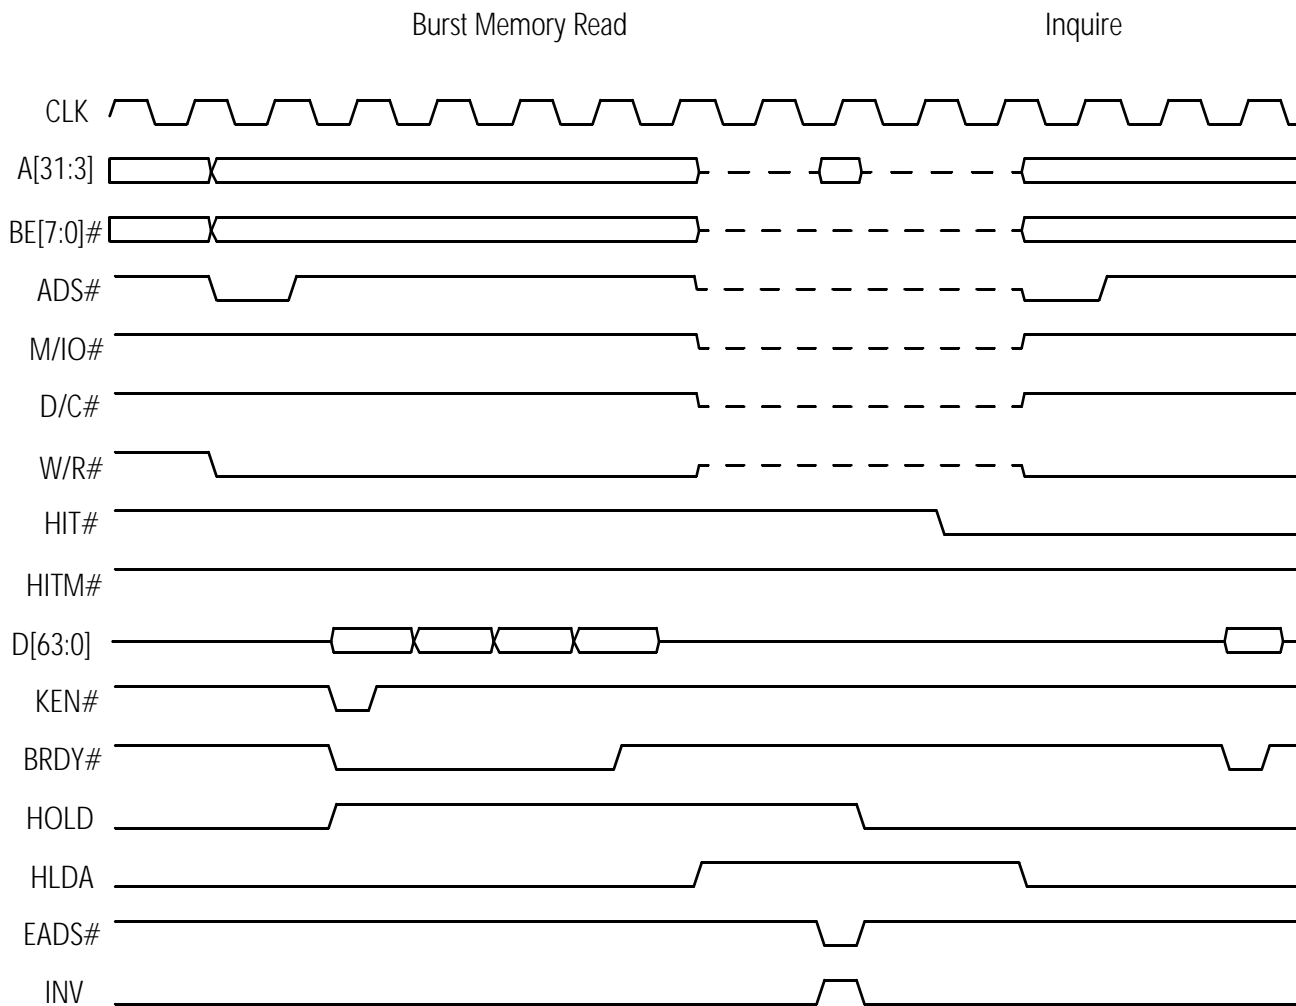 Burst Memory Read Inquire
CLK
A[31:3]
BE[7:0]#
ADS#
M/IO#
D/C#
W/R#
HIT#
HITM#
D[63:0]
KEN#
BRDY#
HOLD
HLDA
EADS#
INV